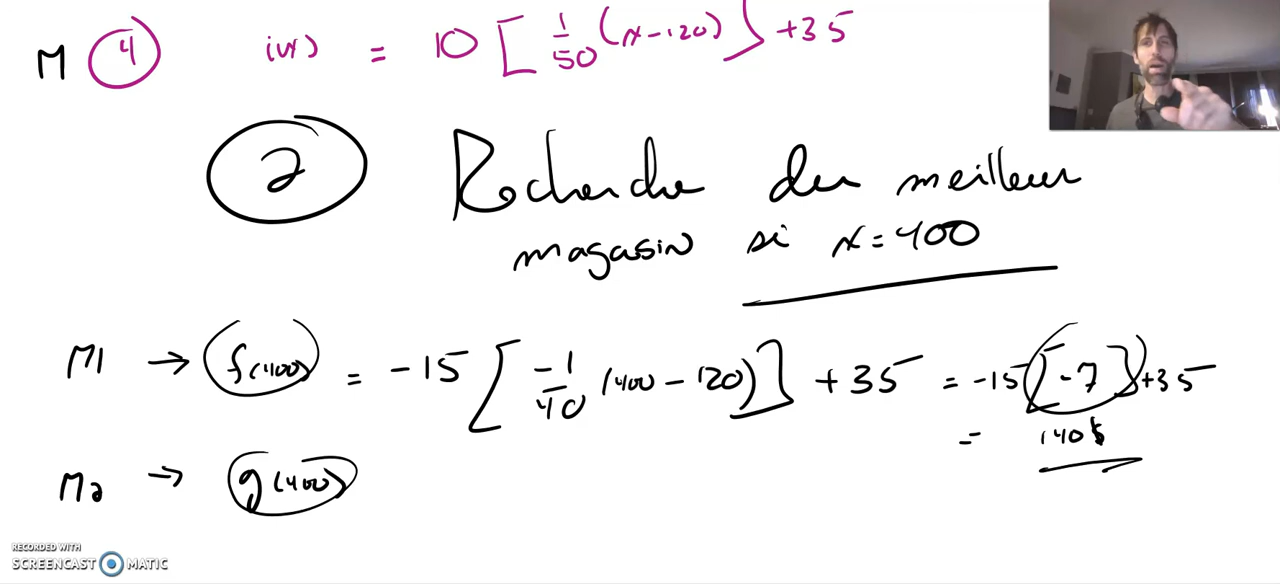 M 4 i(x) = 10 [ 1/50 (x-120) ] + 35
2 Recherche du meilleur
magasin si x = 400
M1 → f(400) = -15 [ -1/40 (400 - 120) ] + 35 = -15 [ -7 ] + 35
= 140$
M2 → g(400)
RECORDED WITH
SCREENCAST MATIC